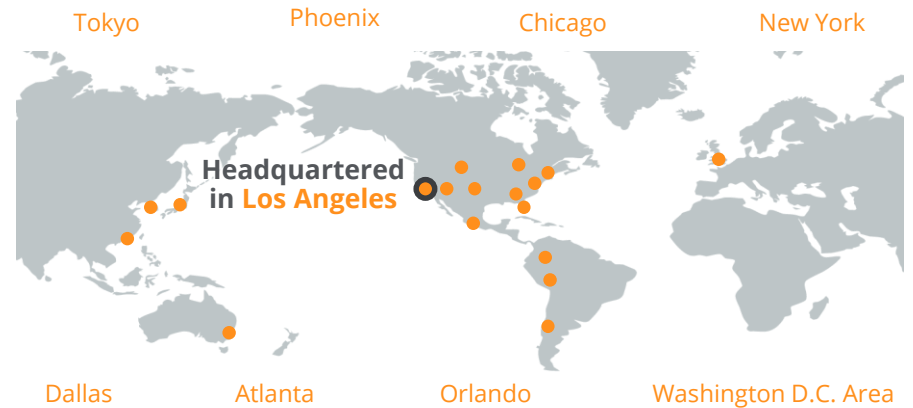 Tokyo
Phoenix
Chicago
New York
Headquartered
in Los Angeles
Dallas
Atlanta
Orlando
Washington D.C. Area